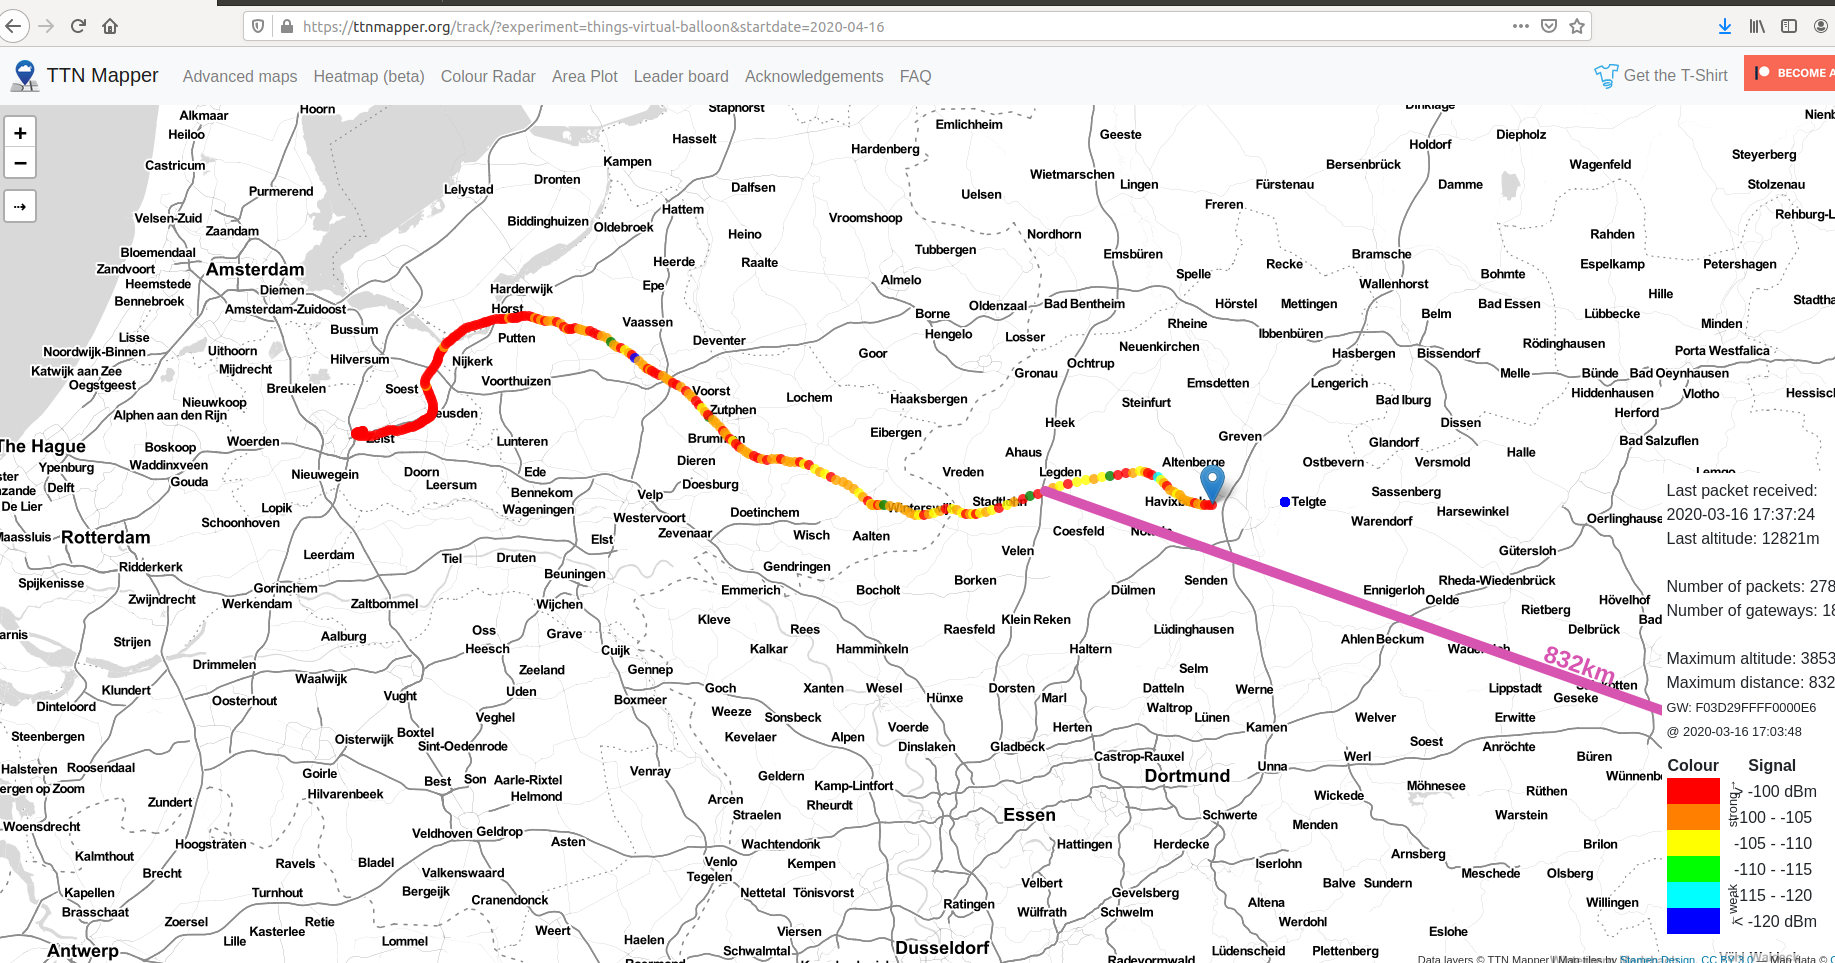 https://ttnmapper.org/track/?experiment=things-virtual-balloon&startdate=2020-04-16
TTN Mapper Advanced maps Heatmap (beta) Colour Radar Area Plot Leader board Acknowledgements FAQ Get the T-Shirt BECOME A
+
−
Hoorn Staphorst
Alkmaar Emlichheim
Heiloo Hasselt Geeste Diepholz
Castricum Kampen Hardenberg Holdorf Steyerberg
Bersenbrück Wagenfeld
Purmerend Lelystad Dronten Dalfsen Uelsen Wietmarschen Lingen Fürstenau Damme Stolzenau
Velsen-Zuid Biddinghuizen Oldebroek Hattem Vroomshoop Freren Rehburg-L
Zaandam Heino Nordhorn Rahden
Bloemendaal Heerde Raalte Tubbergen Emsbüren Bramsche
Zandvoort Amsterdam Spelle Recke Bohmte Espelkamp Petershagen
Heemstede Diemen Harderwijk Epe Almelo Wallenhorst
Bennebroek Amsterdam-Zuidoost Horst Borne Oldenzaal Bad Bentheim Hörstel Mettingen Belm Bad Essen Hille
Bussum Vaassen Lübbecke Stadtha
Lisse Putten Deventer Hengelo Losser Rheine Ibbenbüren Minden
Noordwijk-Binnen Uithoorn Hilversum Nijkerk Goor Neuenkirchen Hasbergen Bissendorf Rödinghausen Porta Westfalica
Katwijk aan Zee Mijdrecht Voorthuizen Gronau Ochtrup Melle Bünde Bad Oeynhausen
Oegstgeest Breukelen Soest Voorst Lochem Haaksbergen Emsdetten Lengerich Hiddenhausen Vlotho Hessisc
Nieuwkoop Zutphen Steinfurt Bad Iburg Herford
Alphen aan den Rijn eusden Heek Dissen
The Hague Boskoop Woerden Zeist Lunteren Brummen Eibergen Ahaus Greven Glandorf Halle Bad Salzuflen
Ypenburg Waddinxveen Nieuwegein Doorn Ede Dieren Vreden Legden Altenberge Ostbevern Versmold
Delft Gouda Leersum Bennekom Velp Doesburg Sassenberg
De Lier Lopik Wageningen Winterswijk Stadtlohn Telgte Harsewinkel
Schoonhoven Westervoort Doetinchem Warendorf Oerlinghause
Maassluis Rotterdam Elst Zevenaar Wisch Aalten Coesfeld
Leerdam Tiel Druten Velen Gütersloh
Ridderkerk Beuningen Gendringen
Spijkenisse Gorinchem Emmerich Bocholt Borken Dülmen Senden Ennigerloh Rheda-Wiedenbrück
Zwijndrecht Werkendam Zaltbommel Wijchen Oelde Hövelhof
Kleve Klein Reken Rietberg Bad
arnis Strijen Aalburg Oss Grave Rees Raesfeld Lüdinghausen Delbrück
Heesch Cuijk Kalkar Hamminkeln Haltern Ahlen Beckum
832km
Drimmelen Waalwijk Zeeland Gennep Selm
Klundert Oosterhout Vught Uden Boxmeer Goch Xanten Wesel Hünxe Dorsten Marl Datteln Werne Lippstadt Geseke
Dinteloord Veghel Weeze Sonsbeck Voerde Waltrop Lünen Welver Erwitte
Steenbergen Oisterwijk Boxtel Kevelaer Alpen Herten Kamen
Sint-Oedenrode Dinslaken Gladbeck Soest Anröchte
Halsteren Roosendaal Goirle Best Son Aarle-Rixtel Venray Geldern Kamp-Lintfort Castrop-Rauxel Unna Werl Büren
ergen op Zoom Hilvarenbeek Helmond Dortmund Möhnesee Wünnenb
Zundert Arcen Rheurdt Wickede Rüthen
Woensdrecht Veldhoven Geldrop Straelen Essen Schwerte Menden Warstein
Hoogstraten Asten Wachtendonk Hattingen Herdecke Brilon
Kalmthout Ravels Bladel Venlo Kempen Iserlohn Arnsberg
Brecht Valkenswaard Tegelen Velbert Meschede Olsberg
Kapellen Turnhout Bergeijk Nettetal Tönisvorst Gevelsberg Balve Sundern
Brasschaat Cranendonck Ratingen Wülfrath Schwelm Altena Willingen
Zoersel Retie Weert Viersen Werdohl
Antwerp Lille Kasterlee Lommel Haelen Schwalmtal Dusseldorf Radevormwald Lüdenscheid Plettenberg Eslohe
Last packet received:
2020-03-16 17:37:24
Last altitude: 12821m
Number of packets: 278
Number of gateways: 18
Maximum altitude: 3853
Maximum distance: 832
GW: F03D29FFFF0000E6
@ 2020-03-16 17:03:48
Colour Signal
> -100 dBm
-100 - -105
-105 - -110
-110 - -115
-115 - -120
< -120 dBm
strong
weak
Data layers © TTN Mapper | Map tiles by Stamen Design, CC BY 3.0 — Map data ©